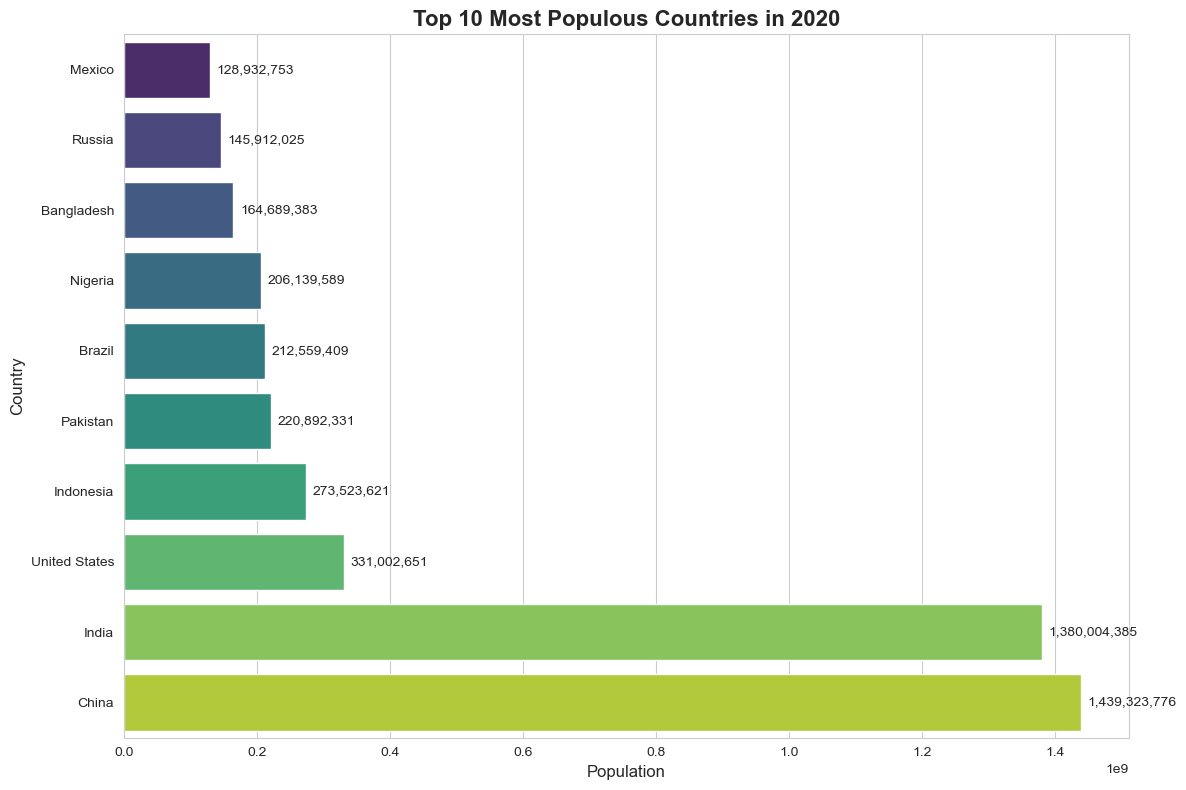 Top 10 Most Populous Countries in 2020
Country
Mexico 128,932,753
Russia 145,912,025
Bangladesh 164,689,383
Nigeria 206,139,589
Brazil 212,559,409
Pakistan 220,892,331
Indonesia 273,523,621
United States 331,002,651
India 1,380,004,385
China 1,439,323,776
0.0 0.2 0.4 0.6 0.8 1.0 1.2 1.4
1e9
Population